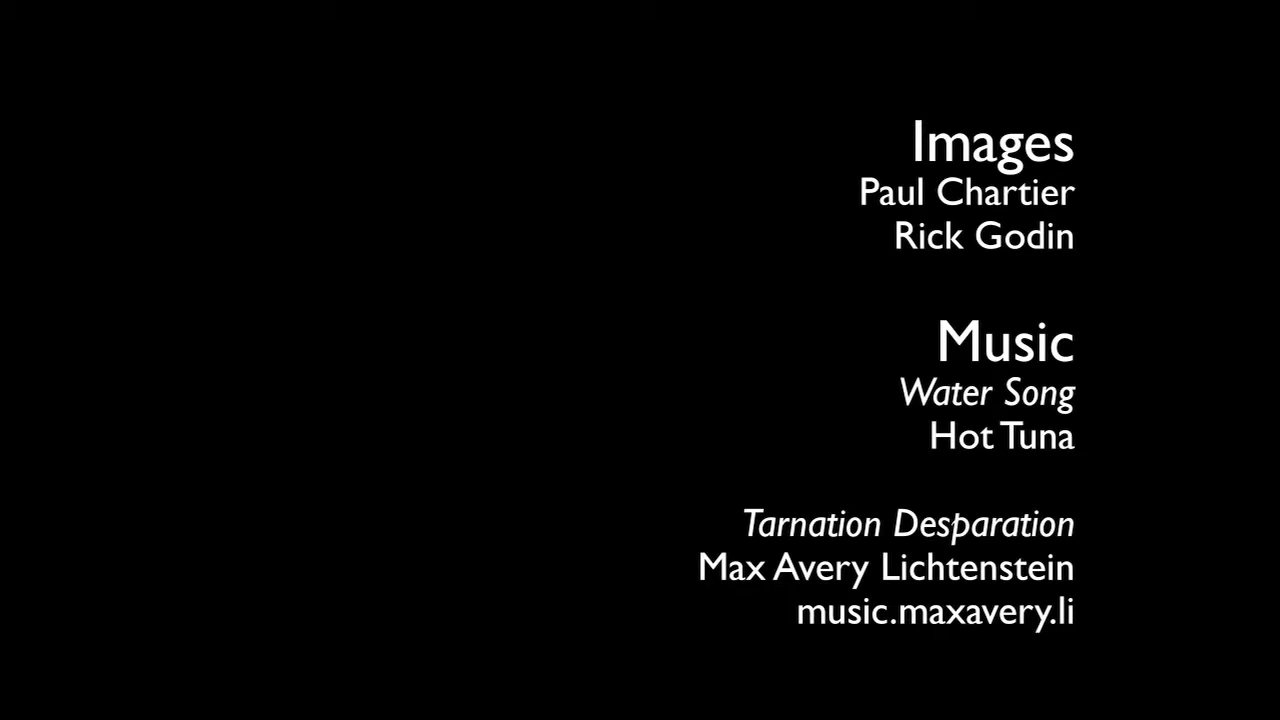 Images
Paul Chartier
Rick Godin
Music
Water Song
Hot Tuna
Tarnation Desparation
Max Avery Lichtenstein
music.maxavery.li